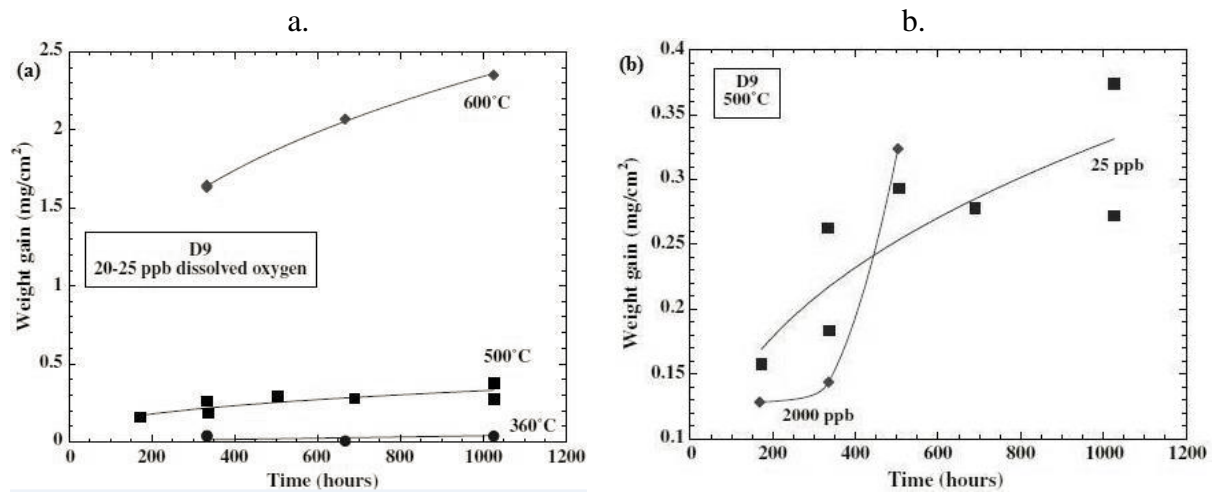 a.
b.
(a)
2.5
2
1.5
1
0.5
0
Weight gain (mg/cm²)
600˚C
D9
20-25 ppb dissolved oxygen
500˚C
360˚C
0 200 400 600 800 1000 1200
Time (hours)
(b)
0.4
0.35
0.3
0.25
0.2
0.15
0.1
Weight gain (mg/cm²)
D9
500˚C
25 ppb
2000 ppb
0 200 400 600 800 1000 1200
Time (hours)